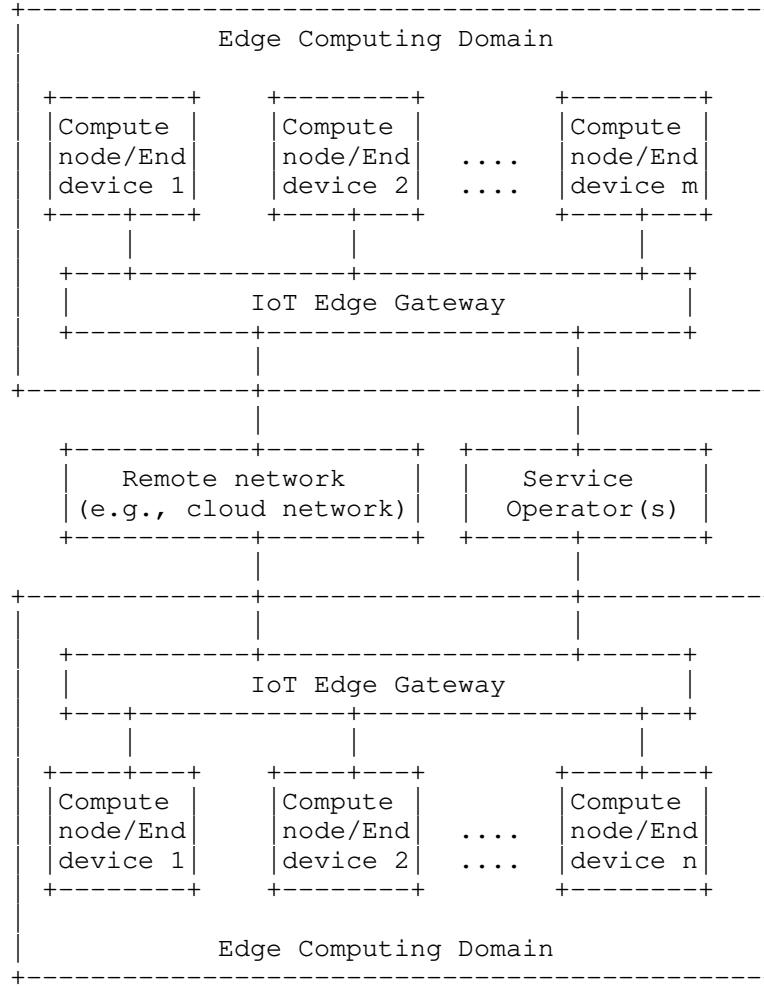 Edge Computing Domain
Compute Compute Compute
node/End node/End .... node/End
device 1 device 2 .... device m
IoT Edge Gateway
Remote network Service
(e.g., cloud network) Operator(s)
IoT Edge Gateway
Compute Compute Compute
node/End node/End .... node/End
device 1 device 2 .... device n
Edge Computing Domain